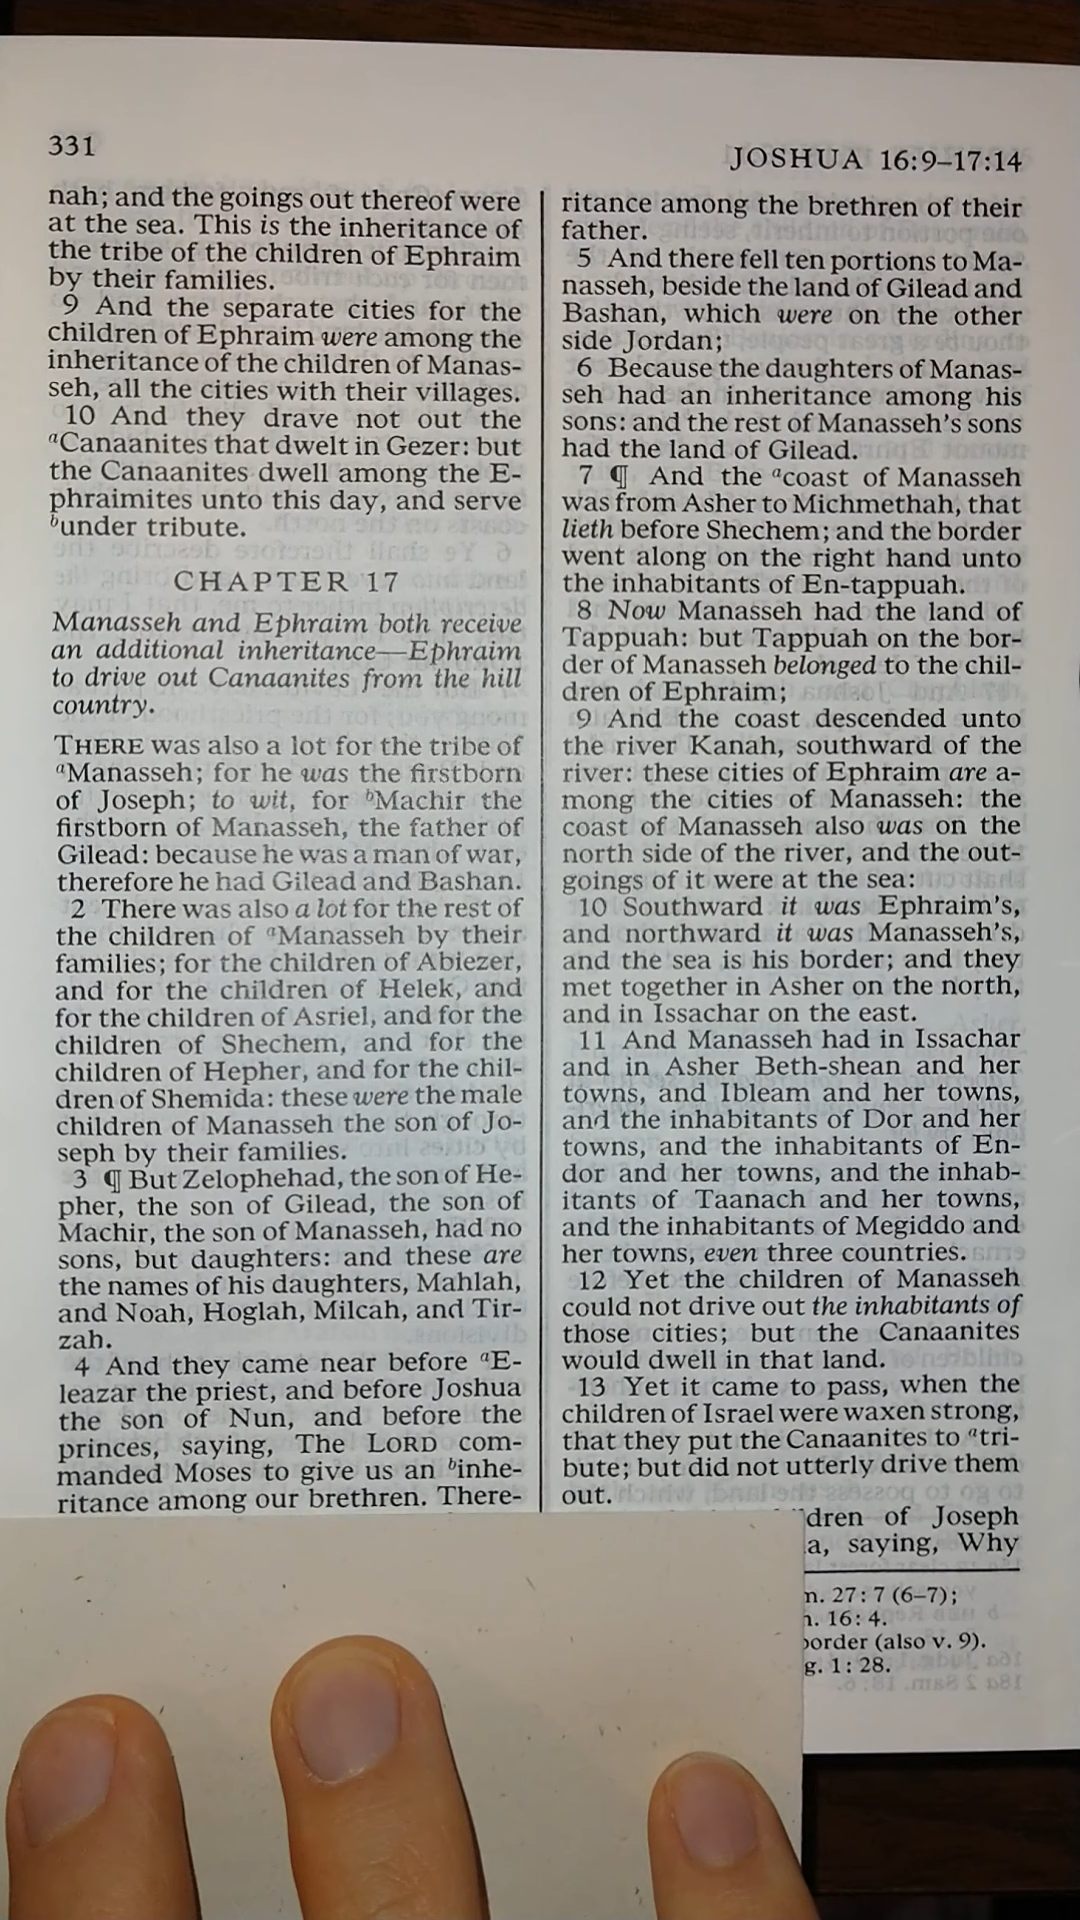 331
JOSHUA 16:9–17:14
nah; and the goings out thereof were
at the sea. This is the inheritance of
the tribe of the children of Ephraim
by their families.
9 And the separate cities for the
children of Ephraim were among the
inheritance of the children of Manas-
seh, all the cities with their villages.
10 And they drave not out the
aCanaanites that dwelt in Gezer: but
the Canaanites dwell among the E-
phraimites unto this day, and serve
bunder tribute.
CHAPTER 17
Manasseh and Ephraim both receive
an additional inheritance—Ephraim
to drive out Canaanites from the hill
country.
THERE was also a lot for the tribe of
aManasseh; for he was the firstborn
of Joseph; to wit, for bMachir the
firstborn of Manasseh, the father of
Gilead: because he was a man of war,
therefore he had Gilead and Bashan.
2 There was also a lot for the rest of
the children of aManasseh by their
families; for the children of Abiezer,
and for the children of Helek, and
for the children of Asriel, and for the
children of Shechem, and for the
children of Hepher, and for the chil-
dren of Shemida: these were the male
children of Manasseh the son of Jo-
seph by their families.
3 ¶ But Zelophehad, the son of He-
pher, the son of Gilead, the son of
Machir, the son of Manasseh, had no
sons, but daughters: and these are
the names of his daughters, Mahlah,
and Noah, Hoglah, Milcah, and Tir-
zah.
4 And they came near before aE-
leazar the priest, and before Joshua
the son of Nun, and before the
princes, saying, The LORD com-
manded Moses to give us an binhe-
ritance among our brethren. There-
ritance among the brethren of their
father.
5 And there fell ten portions to Ma-
nasseh, beside the land of Gilead and
Bashan, which were on the other
side Jordan;
6 Because the daughters of Manas-
seh had an inheritance among his
sons: and the rest of Manasseh's sons
had the land of Gilead.
7 ¶ And the acoast of Manasseh
was from Asher to Michmethah, that
lieth before Shechem; and the border
went along on the right hand unto
the inhabitants of En-tappuah.
8 Now Manasseh had the land of
Tappuah: but Tappuah on the bor-
der of Manasseh belonged to the chil-
dren of Ephraim;
9 And the coast descended unto
the river Kanah, southward of the
river: these cities of Ephraim are a-
mong the cities of Manasseh: the
coast of Manasseh also was on the
north side of the river, and the out-
goings of it were at the sea:
10 Southward it was Ephraim's,
and northward it was Manasseh's,
and the sea is his border; and they
met together in Asher on the north,
and in Issachar on the east.
11 And Manasseh had in Issachar
and in Asher Beth-shean and her
towns, and Ibleam and her towns,
and the inhabitants of Dor and her
towns, and the inhabitants of En-
dor and her towns, and the inhab-
itants of Taanach and her towns,
and the inhabitants of Megiddo and
her towns, even three countries.
12 Yet the children of Manasseh
could not drive out the inhabitants of
those cities; but the Canaanites
would dwell in that land.
13 Yet it came to pass, when the
children of Israel were waxen strong,
that they put the Canaanites to atri-
bute; but did not utterly drive them
out.
dren of Joseph
a, saying, Why
27:7 (6–7);
16:4.
border (also v. 9).
g. 1:28.